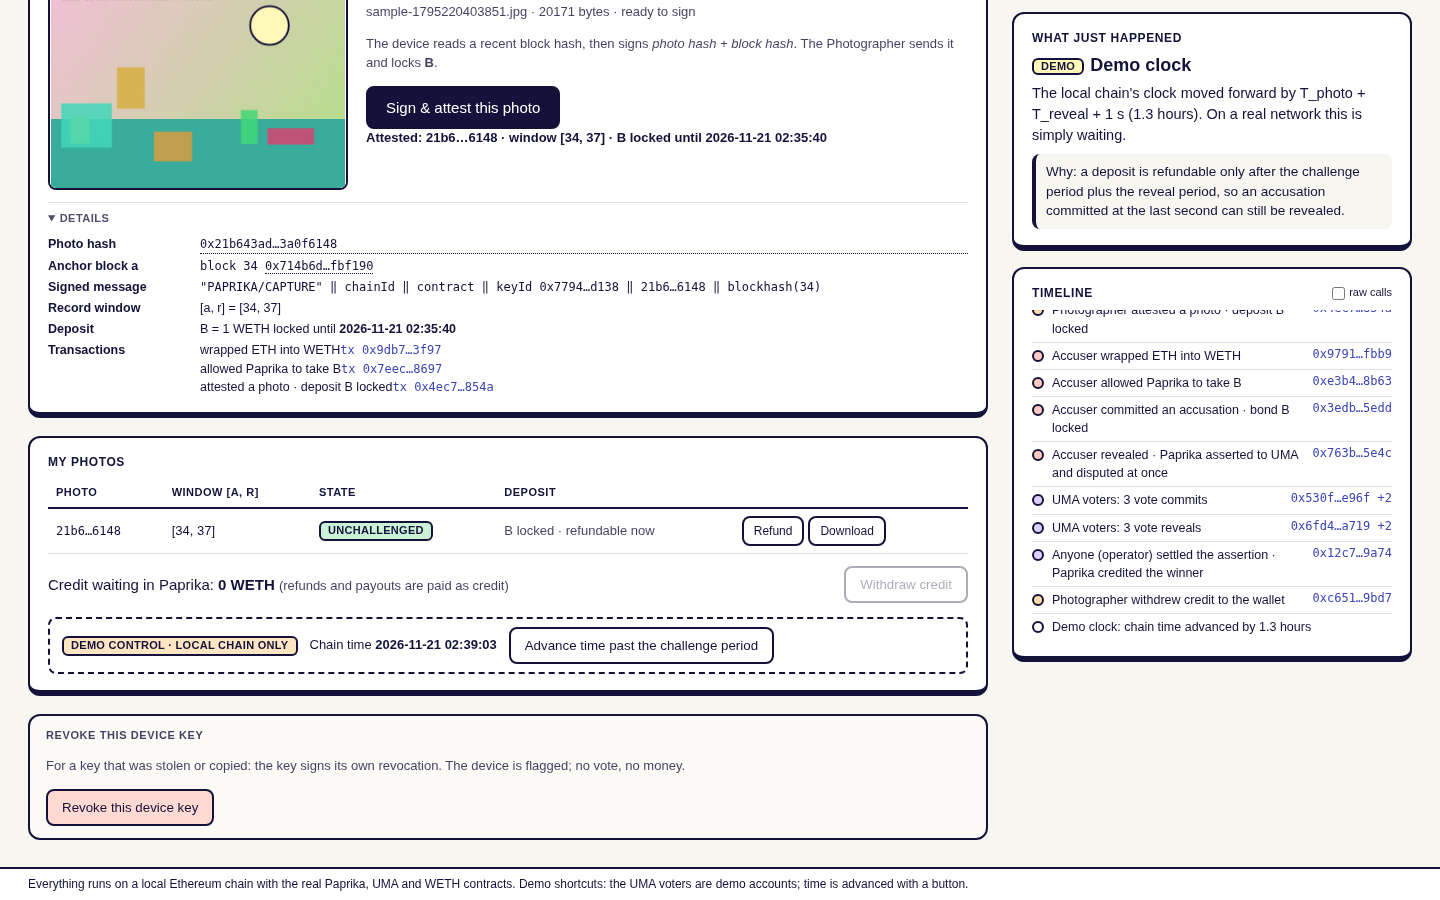 sample-1795220403851.jpg · 20171 bytes · ready to sign
The device reads a recent block hash, then signs photo hash + block hash. The Photographer sends it
and locks B.
Sign & attest this photo
Attested: 21b6…6148 · window [34, 37] · B locked until 2026-11-21 02:35:40
▼ DETAILS
Photo hash 0x21b643ad…3a0f6148
Anchor block a block 34 0x714b6d…fbf190
Signed message "PAPRIKA/CAPTURE" ‖ chainId ‖ contract ‖ keyId 0x7794…d138 ‖ 21b6…6148 ‖ blockhash(34)
Record window [a, r] = [34, 37]
Deposit B = 1 WETH locked until 2026-11-21 02:35:40
Transactions wrapped ETH into WETHtx 0x9db7…3f97
allowed Paprika to take Btx 0x7eec…8697
attested a photo · deposit B lockedtx 0x4ec7…854a
MY PHOTOS
PHOTO WINDOW [A, R] STATE DEPOSIT
21b6…6148 [34, 37] UNCHALLENGED B locked · refundable now Refund Download
Credit waiting in Paprika: 0 WETH (refunds and payouts are paid as credit) Withdraw credit
DEMO CONTROL · LOCAL CHAIN ONLY Chain time 2026-11-21 02:39:03 Advance time past the challenge period
REVOKE THIS DEVICE KEY
For a key that was stolen or copied: the key signs its own revocation. The device is flagged; no vote, no money.
Revoke this device key
WHAT JUST HAPPENED
DEMO Demo clock
The local chain's clock moved forward by T_photo +
T_reveal + 1 s (1.3 hours). On a real network this is
simply waiting.
Why: a deposit is refundable only after the challenge
period plus the reveal period, so an accusation
committed at the last second can still be revealed.
TIMELINE raw calls
Photographer attested a photo · deposit B
locked
Accuser wrapped ETH into WETH 0x9791…fbb9
Accuser allowed Paprika to take B 0xe3b4…8b63
Accuser committed an accusation · bond B 0x3edb…5edd
locked
Accuser revealed · Paprika asserted to UMA 0x763b…5e4c
and disputed at once
UMA voters: 3 vote commits 0x530f…e96f +2
UMA voters: 3 vote reveals 0x6fd4…a719 +2
Anyone (operator) settled the assertion · 0x12c7…9a74
Paprika credited the winner
Photographer withdrew credit to the wallet 0xc651…9bd7
Demo clock: chain time advanced by 1.3 hours
Everything runs on a local Ethereum chain with the real Paprika, UMA and WETH contracts. Demo shortcuts: the UMA voters are demo accounts; time is advanced with a button.